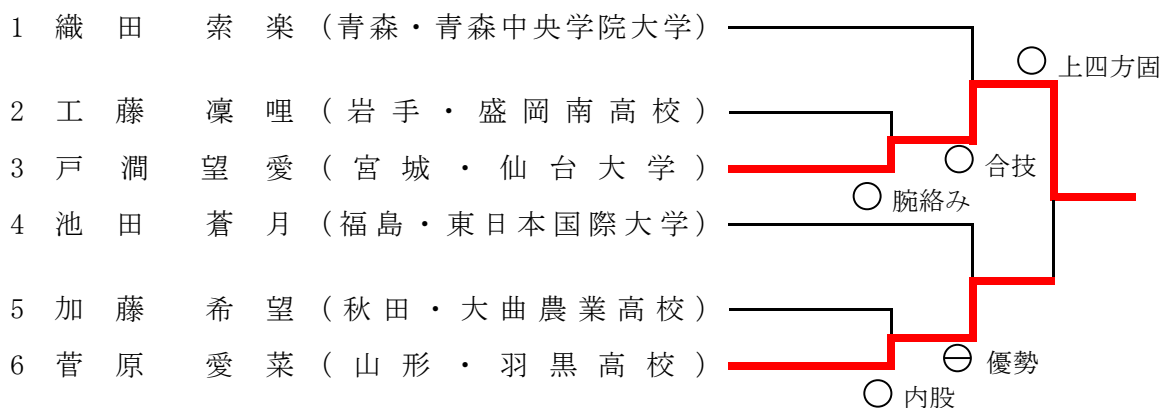 1 織田 索楽 (青森・青森中央学院大学)
上四方固
2 工藤 凜哩 (岩手・盛岡南高校)
3 戸澗 望愛 (宮城・仙台大学)
合技
腕絡み
4 池田 蒼月 (福島・東日本国際大学)
5 加藤 希望 (秋田・大曲農業高校)
6 菅原 愛菜 (山形・羽黒高校)
優勢
内股